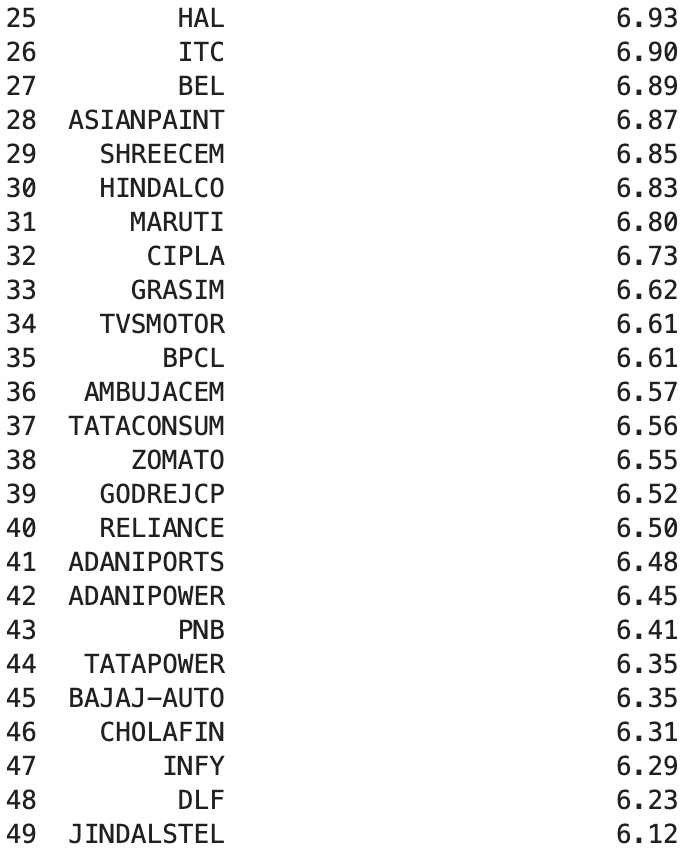 25 HAL 6.93
26 ITC 6.90
27 BEL 6.89
28 ASIANPAINT 6.87
29 SHREECEM 6.85
30 HINDALCO 6.83
31 MARUTI 6.80
32 CIPLA 6.73
33 GRASIM 6.62
34 TVSMOTOR 6.61
35 BPCL 6.61
36 AMBUJACEM 6.57
37 TATACONSUM 6.56
38 ZOMATO 6.55
39 GODREJCP 6.52
40 RELIANCE 6.50
41 ADANIPORTS 6.48
42 ADANIPOWER 6.45
43 PNB 6.41
44 TATAPOWER 6.35
45 BAJAJ-AUTO 6.35
46 CHOLAFIN 6.31
47 INFY 6.29
48 DLF 6.23
49 JINDALSTEL 6.12